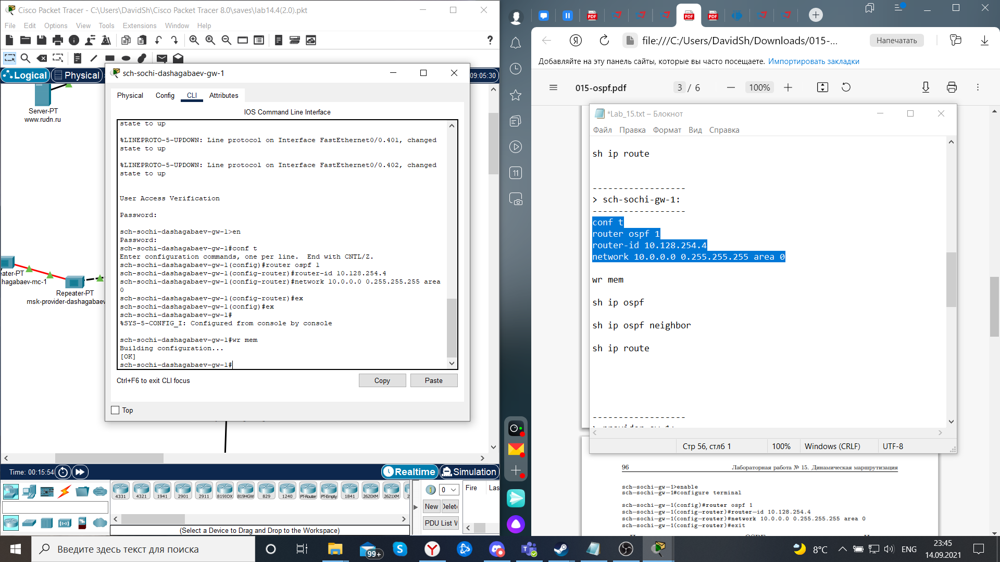 Cisco Packet Tracer - C:\Users\DavidSh\Cisco Packet Tracer 8.0\saves\lab14.4(2.0).pkt
File Edit Options View Tools Extensions Window Help
Logical Physical 09:05:30
Server-PT
www.rudn.ru
eater-PT
hagabaev-mc-1
Repeater-PT
msk-provider-dashagabaev
sch-sochi-dashagabaev-gw-1
Physical Config CLI Attributes
IOS Command Line Interface
state to up
%LINEPROTO-5-UPDOWN: Line protocol on Interface FastEthernet0/0.401, changed
state to up
%LINEPROTO-5-UPDOWN: Line protocol on Interface FastEthernet0/0.402, changed
state to up
User Access Verification
Password:
sch-sochi-dashagabaev-gw-1>en
Password:
sch-sochi-dashagabaev-gw-1#conf t
Enter configuration commands, one per line.  End with CNTL/Z.
sch-sochi-dashagabaev-gw-1(config)#router ospf 1
sch-sochi-dashagabaev-gw-1(config-router)#router-id 10.128.254.4
sch-sochi-dashagabaev-gw-1(config-router)#network 10.0.0.0 0.255.255.255 area
0
sch-sochi-dashagabaev-gw-1(config-router)#ex
sch-sochi-dashagabaev-gw-1(config)#ex
sch-sochi-dashagabaev-gw-1#
%SYS-5-CONFIG_I: Configured from console by console
sch-sochi-dashagabaev-gw-1#wr mem
Building configuration...
[OK]
sch-sochi-dashagabaev-gw-1#
Ctrl+F6 to exit CLI focus
Copy Paste
Top
Time: 00:15:54
Realtime Simulation
4331 4321 1941 2901 2911 819IOX 819HGW 829 1240 PT-Router PT-Empty 1841 2620XM 2621XM 2
(Select a Device to Drag and Drop to the Workspace)
0
New Delete
PDU List W
Fire Las
PDF PDF PDF
file:///C:/Users/DavidSh/Downloads/015-...
Напечатать
Добавляйте на эту панель сайты, которые вы часто посещаете. Импортировать закладки
015-ospf.pdf 3 / 6 100%
11
*Lab_15.txt – Блокнот
Файл Правка Формат Вид Справка
sh ip route
------------------
> sch-sochi-gw-1:
------------------
conf t
router ospf 1
router-id 10.128.254.4
network 10.0.0.0 0.255.255.255 area 0
wr mem
sh ip ospf
sh ip ospf neighbor
sh ip route
------------------
> provider-gw-1:
Стр 56, стлб 1 100% Windows (CRLF) UTF-8
96 Лабораторная работа № 15. Динамическая маршрутизация
sch-sochi-gw-1>enable
sch-sochi-gw-1#configure terminal
sch-sochi-gw-1(config)#router ospf 1
sch-sochi-gw-1(config-router)#router-id 10.128.254.4
sch-sochi-gw-1(config-router)#network 10.0.0.0 0.255.255.255 area 0
sch-sochi-gw-1(config-router)#exit
Введите здесь текст для поиска
99+
8°C
ENG
23:45
14.09.2021